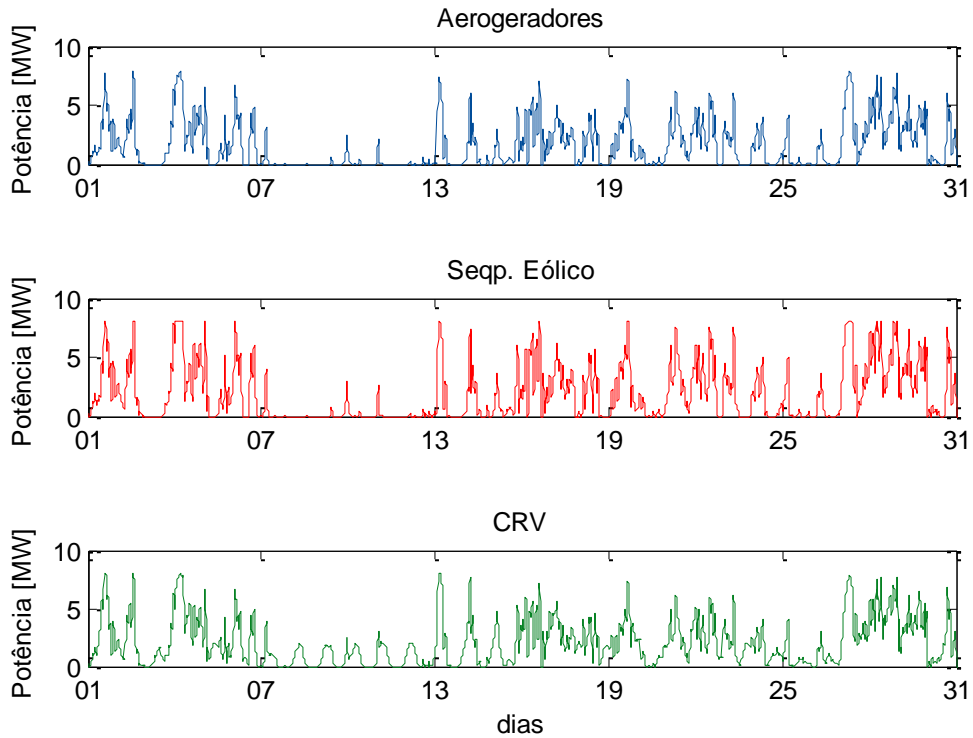 Aerogeradores
Potência [MW]
10
5
0
01 07 13 19 25 31
Seqp. Eólico
Potência [MW]
10
5
0
01 07 13 19 25 31
CRV
Potência [MW]
10
5
0
01 07 13 19 25 31
dias